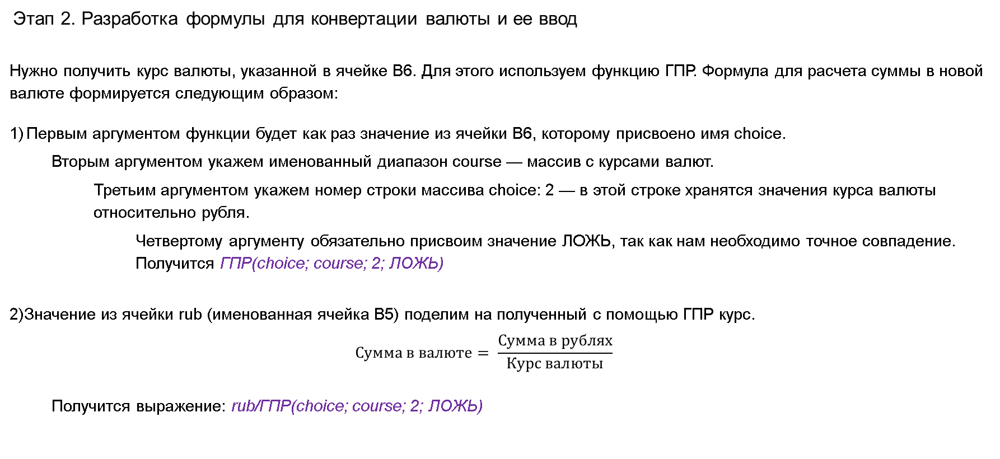 Этап 2. Разработка формулы для конвертации валюты и ее ввод
Нужно получить курс валюты, указанной в ячейке B6. Для этого используем функцию ГПР. Формула для расчета суммы в новой
валюте формируется следующим образом:
1) Первым аргументом функции будет как раз значение из ячейки B6, которому присвоено имя choice.
Вторым аргументом укажем именованный диапазон course — массив с курсами валют.
Третьим аргументом укажем номер строки массива choice: 2 — в этой строке хранятся значения курса валюты
относительно рубля.
Четвертому аргументу обязательно присвоим значение ЛОЖЬ, так как нам необходимо точное совпадение.
Получится ГПР(choice; course; 2; ЛОЖЬ)
2)Значение из ячейки rub (именованная ячейка B5) поделим на полученный с помощью ГПР курс.
Сумма в рублях
Сумма в валюте =
Курс валюты
Получится выражение: rub/ГПР(choice; course; 2; ЛОЖЬ)